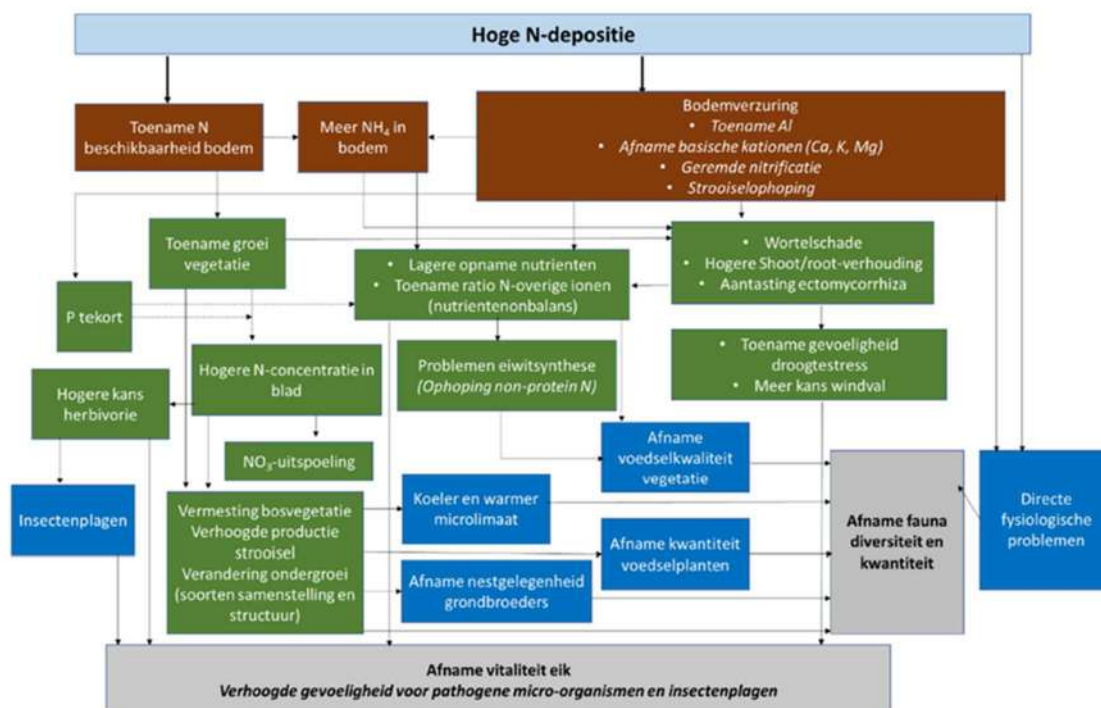 Hoge N-depositie
Toename N
beschikbaarheid bodem
Meer NH₄ in
bodem
Bodemverzuring
• Toename Al
• Afname basische kationen (Ca, K, Mg)
• Geremde nitrificatie
• Strooiselophoping
Toename groei
vegetatie
• Lagere opname nutrienten
• Toename ratio N-overige ionen
(nutrientenonbalans)
• Wortelschade
• Hogere Shoot/root-verhouding
• Aantasting ectomycorrhiza
P tekort
Hogere N-concentratie in
blad
Problemen eiwitsynthese
(Ophoping non-protein N)
• Toename gevoeligheid
droogtestress
• Meer kans windval
Hogere kans
herbivorie
NO₃-uitspoeling
Afname
voedselkwaliteit
vegetatie
Insectenplagen
Vermesting bosvegetatie
Verhoogde productie
strooisel
Verandering ondergroei
(soorten samenstelling en
structuur)
Koeler en warmer
microlimaat
Afname kwantiteit
voedselplanten
Afname nestgelegenheid
grondbroeders
Afname fauna
diversiteit en
kwantiteit
Directe
fysiologische
problemen
Afname vitaliteit eik
Verhoogde gevoeligheid voor pathogene micro-organismen en insectenplagen